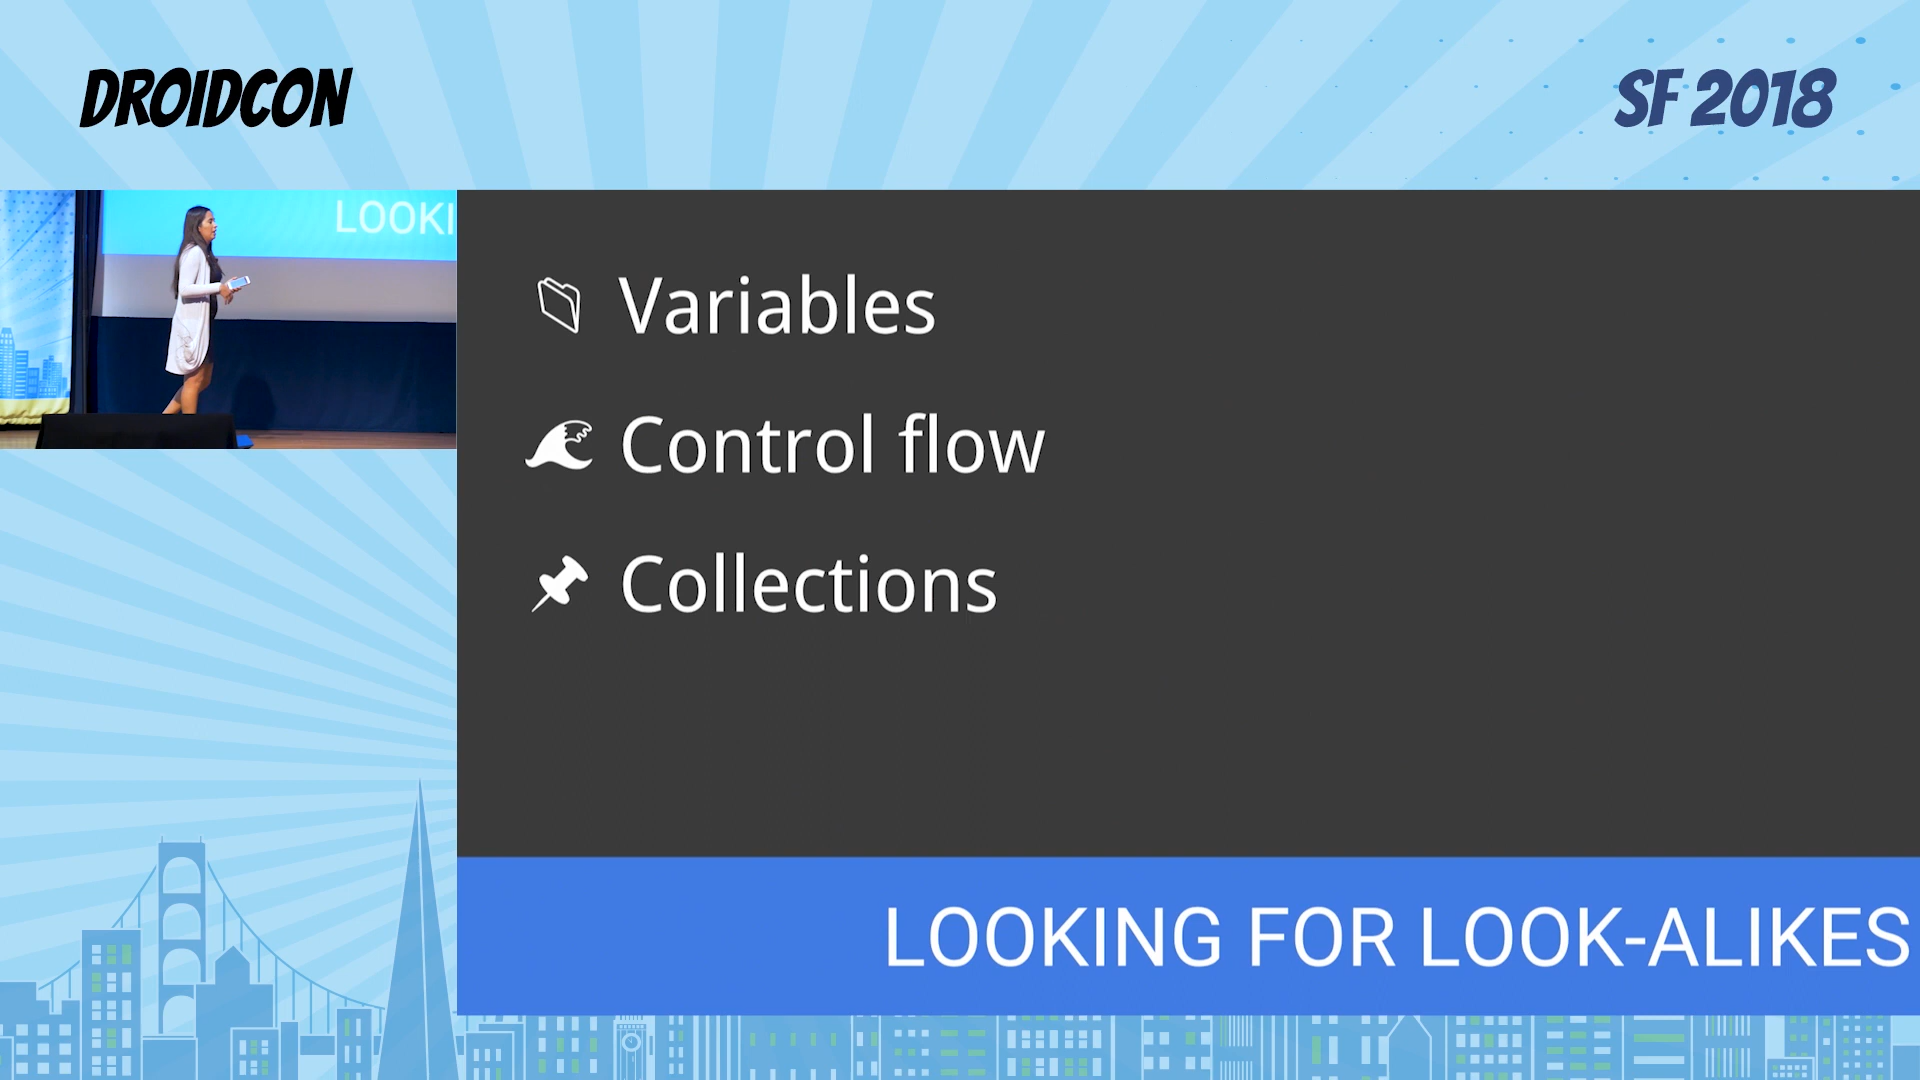 DROIDCON
SF 2018
LOOKI
Variables
Control flow
Collections
LOOKING FOR LOOK-ALIKES